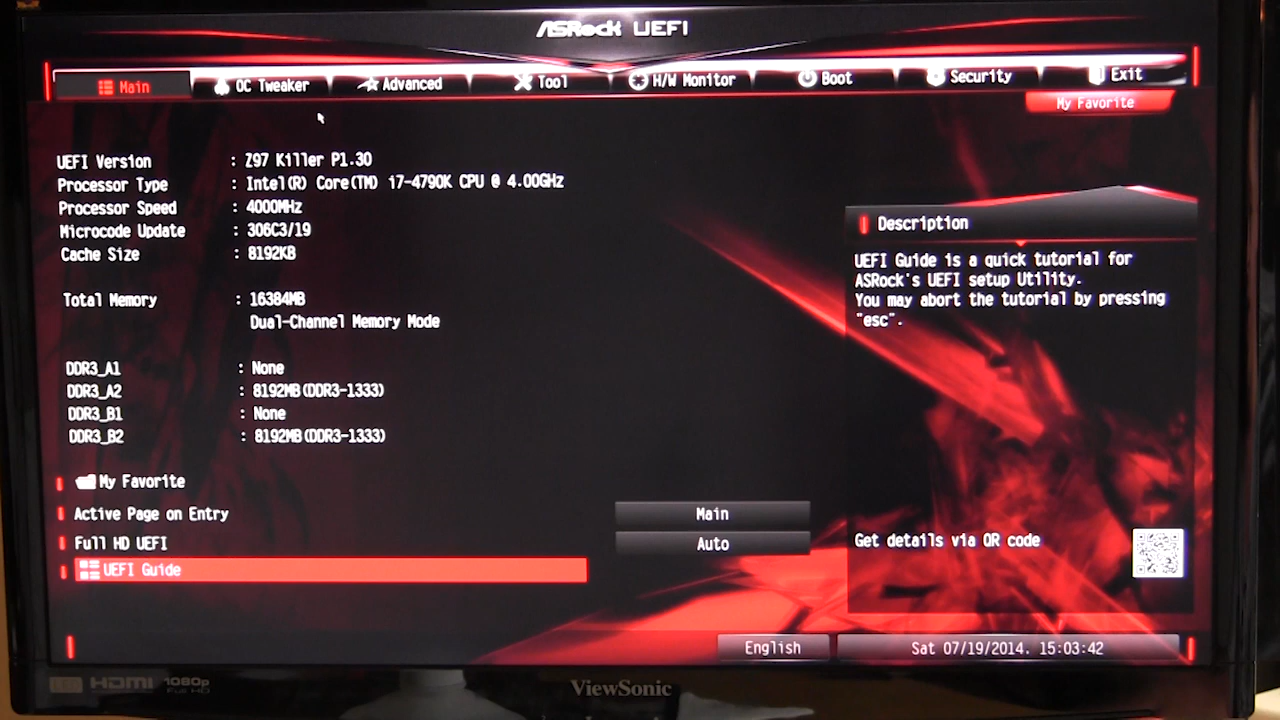 ASRock UEFI
Main OC Tweaker Advanced Tool H/W Monitor Boot Security Exit
My Favorite
UEFI Version : Z97 Killer P1.30
Processor Type : Intel(R) Core(TM) i7-4790K CPU @ 4.00GHz
Processor Speed : 4000MHz
Microcode Update : 306C3/19
Cache Size : 8192KB
Total Memory : 16384MB
Dual-Channel Memory Mode
DDR3_A1 : None
DDR3_A2 : 8192MB(DDR3-1333)
DDR3_B1 : None
DDR3_B2 : 8192MB(DDR3-1333)
My Favorite
Active Page on Entry Main
Full HD UEFI Auto
UEFI Guide
Description
UEFI Guide is a quick tutorial for
ASRock's UEFI setup Utility.
You may abort the tutorial by pressing
"esc".
Get details via QR code
English Sat 07/19/2014. 15:03:42
LED HDMI 1080p
Full HD
ViewSonic